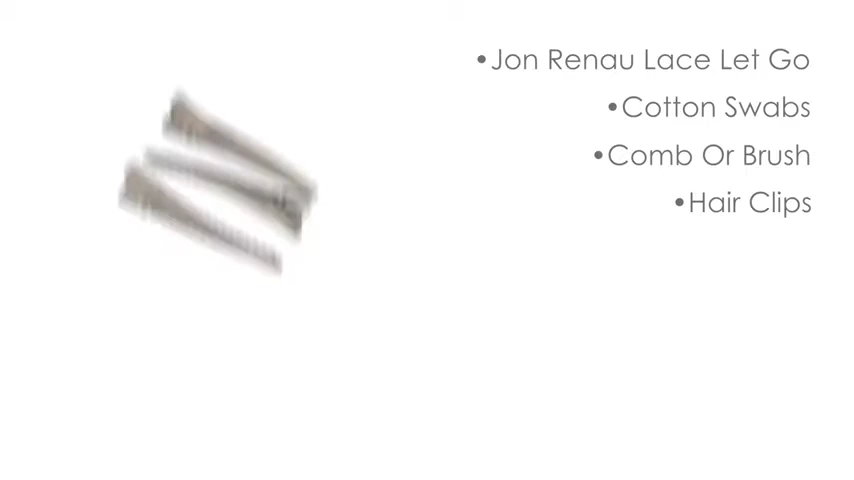 •Jon Renau Lace Let Go
•Cotton Swabs
•Comb Or Brush
•Hair Clips